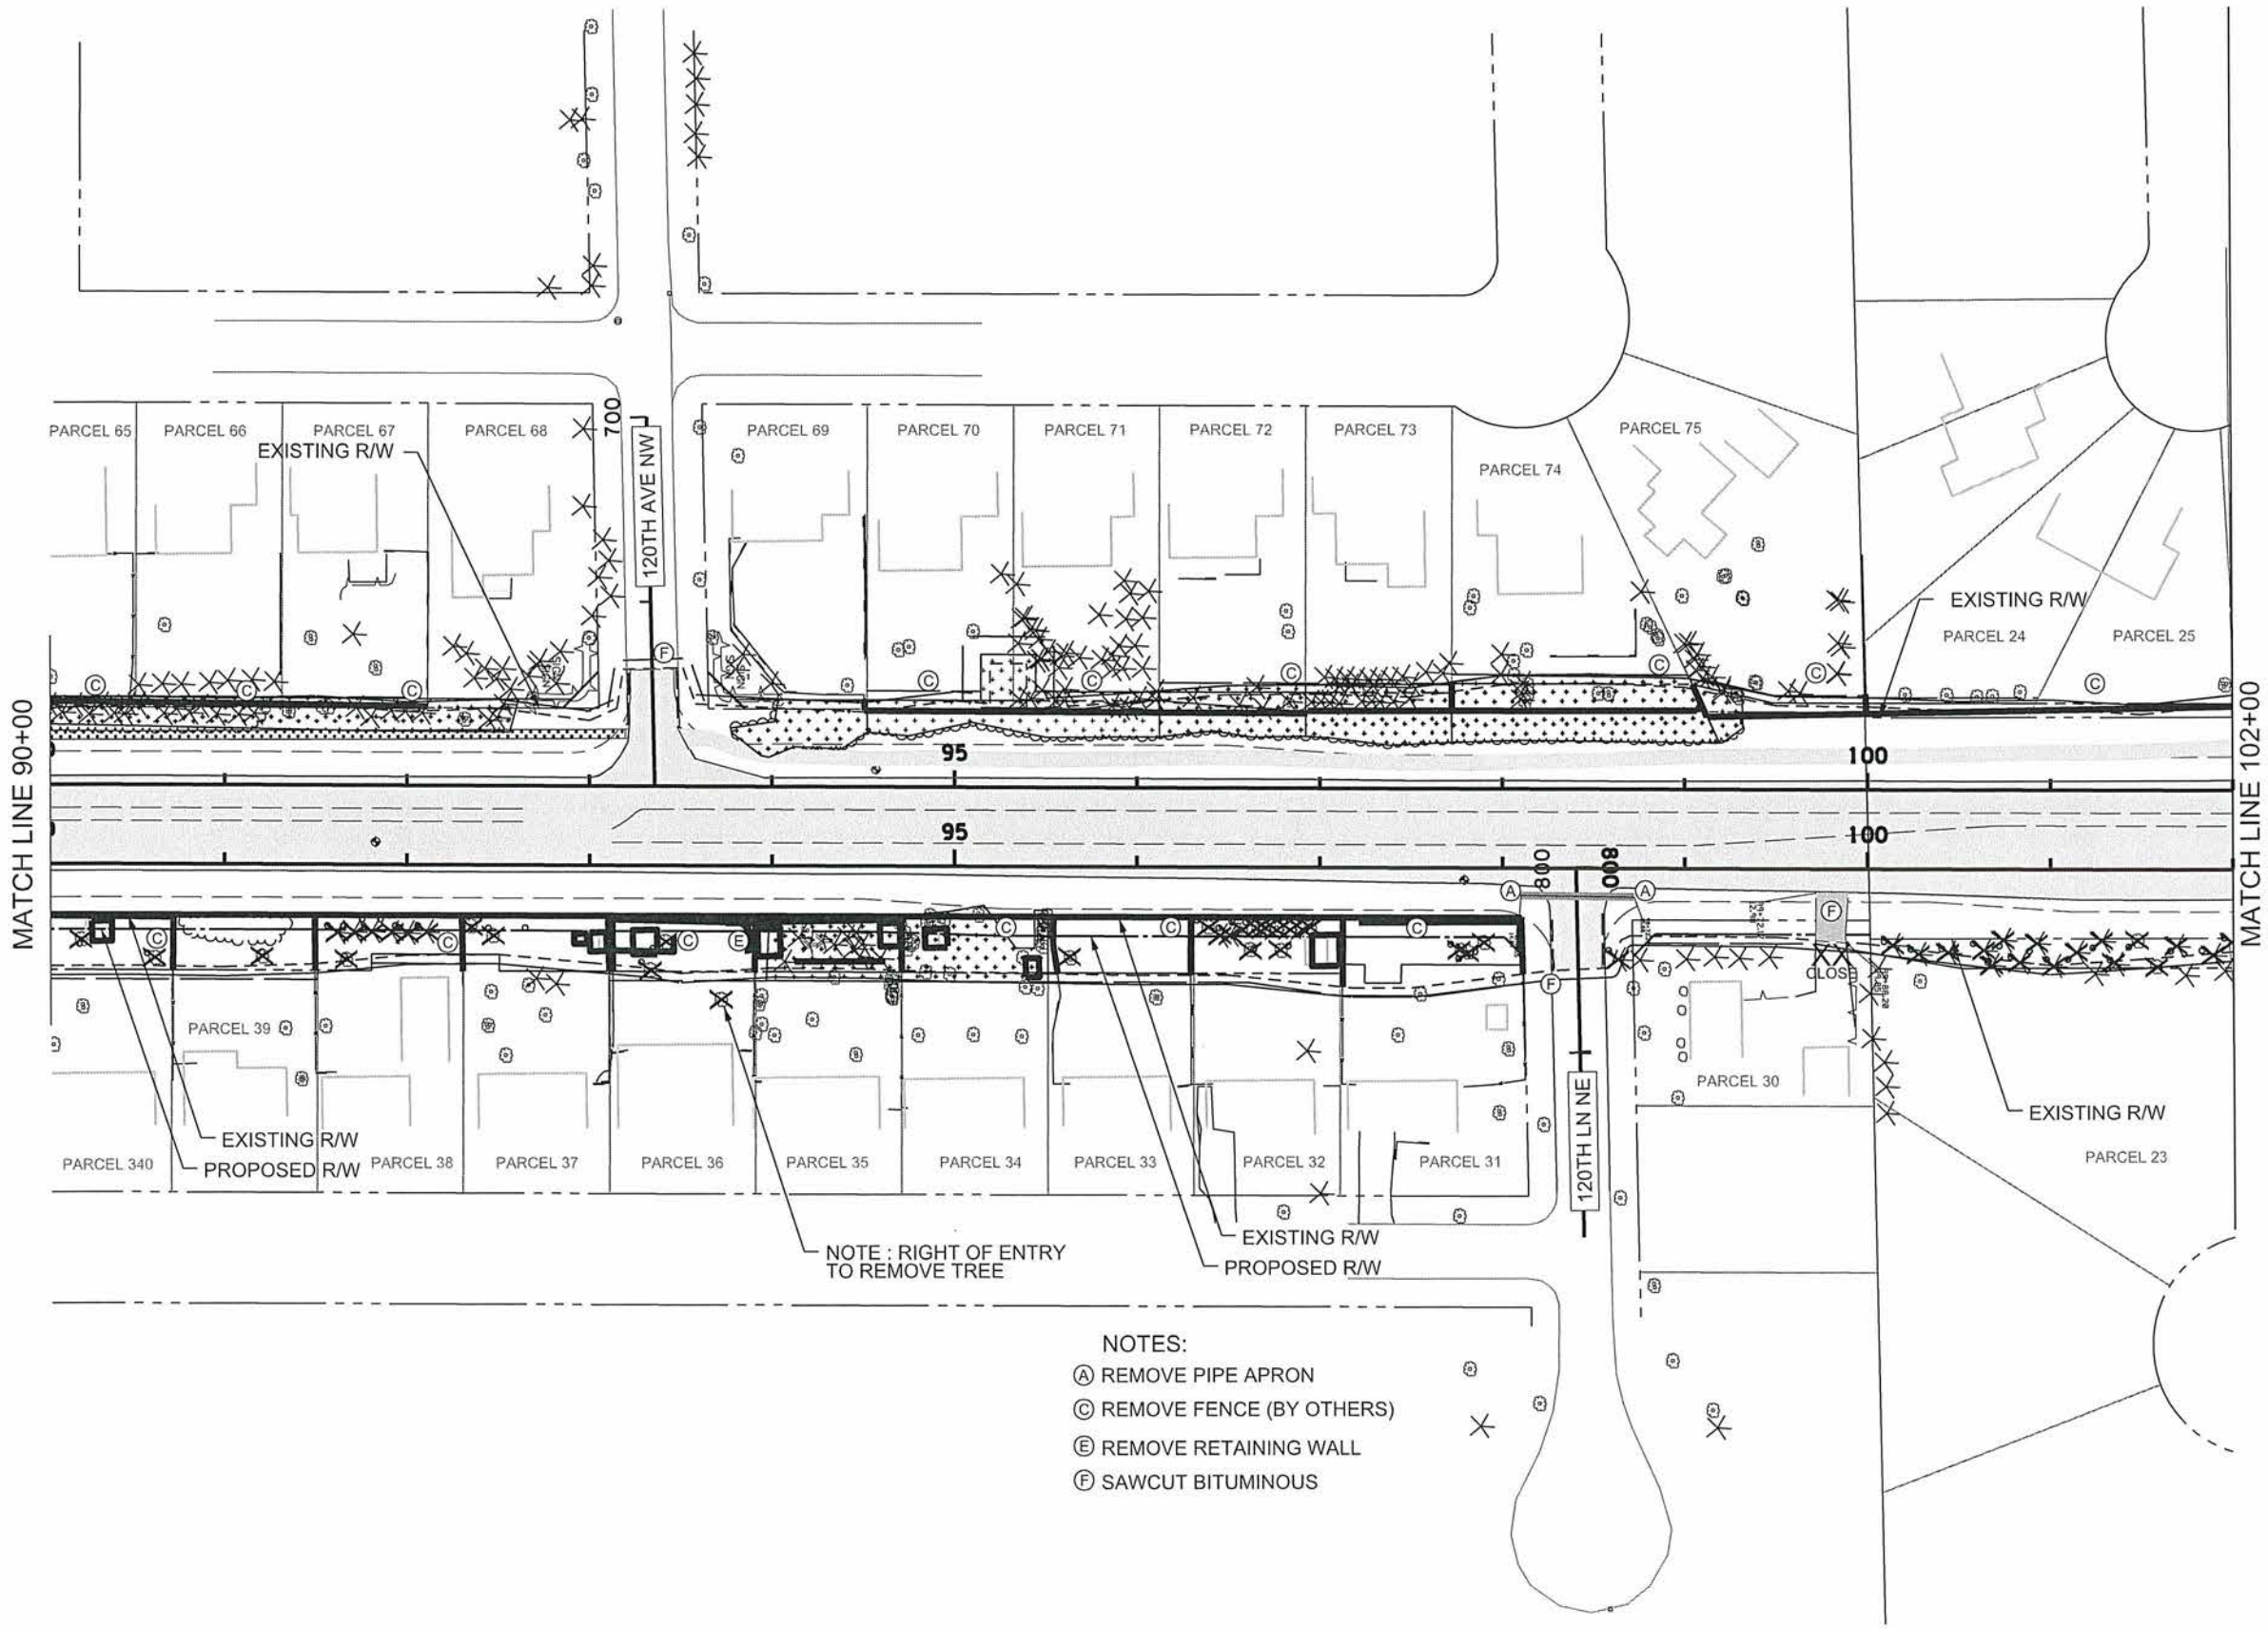 PARCEL 65
PARCEL 66
PARCEL 67
PARCEL 68
700
PARCEL 69
PARCEL 70
PARCEL 71
PARCEL 72
PARCEL 73
PARCEL 74
PARCEL 75
EXISTING R/W
120TH AVE NW
EXISTING R/W
PARCEL 24
PARCEL 25
F
C
C
C
C
C
C
C
C
C
SIGN
SIGN
MATCH LINE 90+00
MATCH LINE 102+00
95
100
95
100
A
8000
800
A
F
C
C
C
E
C
C
C
F
CLOSE
PARCEL 39
PARCEL 30
EXISTING R/W
PROPOSED R/W
PARCEL 340
PARCEL 38
PARCEL 37
PARCEL 36
PARCEL 35
PARCEL 34
PARCEL 33
PARCEL 32
PARCEL 31
120TH LN NE
EXISTING R/W
PARCEL 23
NOTE : RIGHT OF ENTRY
TO REMOVE TREE
EXISTING R/W
PROPOSED R/W
NOTES:
A REMOVE PIPE APRON
C REMOVE FENCE (BY OTHERS)
E REMOVE RETAINING WALL
F SAWCUT BITUMINOUS